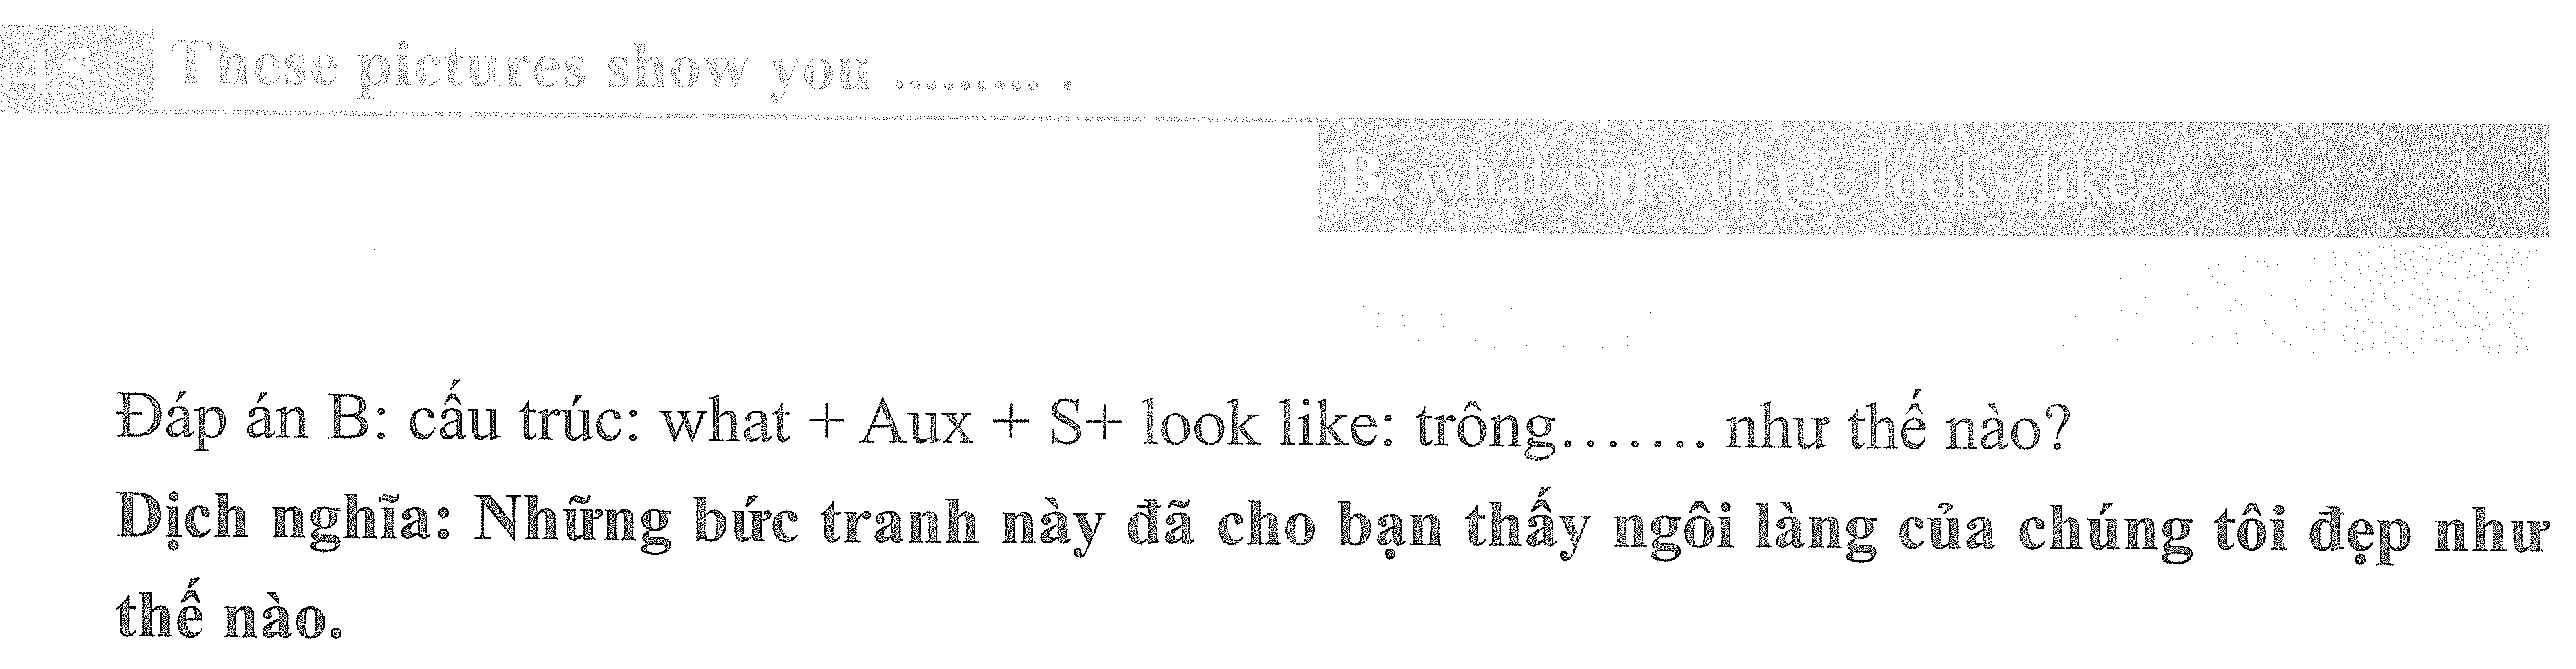 45 These pictures show you ......... .
B. what our village looks like
Đáp án B: cấu trúc: what + Aux + S+ look like: trông....... như thế nào?
Dịch nghĩa: Những bức tranh này đã cho bạn thấy ngôi làng của chúng tôi đẹp như
thế nào.